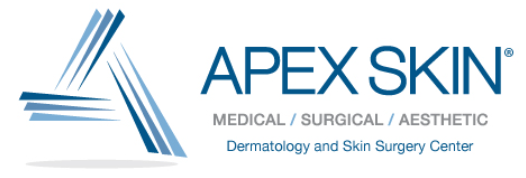 APEX SKIN®
MEDICAL / SURGICAL / AESTHETIC
Dermatology and Skin Surgery Center